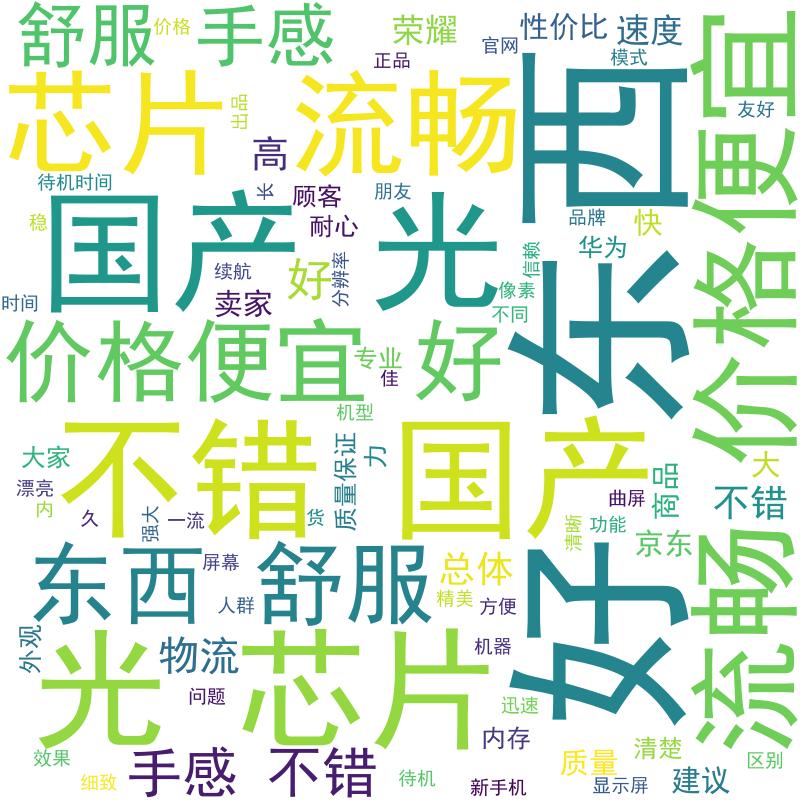 舒服
价格
手感
荣耀
正品
官网
性价比
速度
模式
芯片
出品
流畅
高
东西
好
价格便宜
流畅
友好
待机时间
长
顾客
朋友
耐心
稳
国产
续航
卖家
时间
好
分辨率
光
品牌
快
华为
信赖
像素
不同
价格便宜
专业
佳
好
机型
大家
漂亮
内
不错
久
强大
一流
货
质量保证
力
国产
曲屏
清晰
功能
商品
京东
大
不错
东西
屏幕
人群
舒服
总体
精美
方便
外观
光
物流
问题
芯片
机器
迅速
内存
效果
细致
手感
不错
待机
新手机
质量
清楚
显示屏
建议
区别